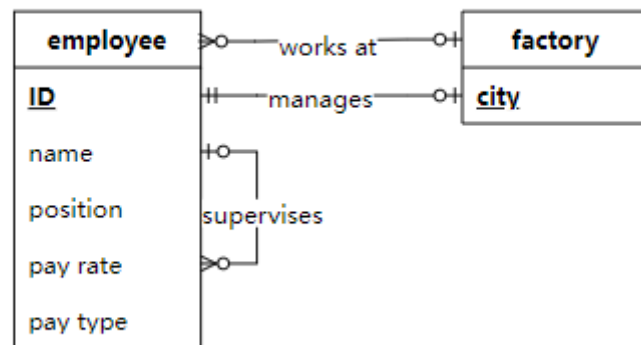 employee
factory
works at
ID
manages
city
name
position
supervises
pay rate
pay type